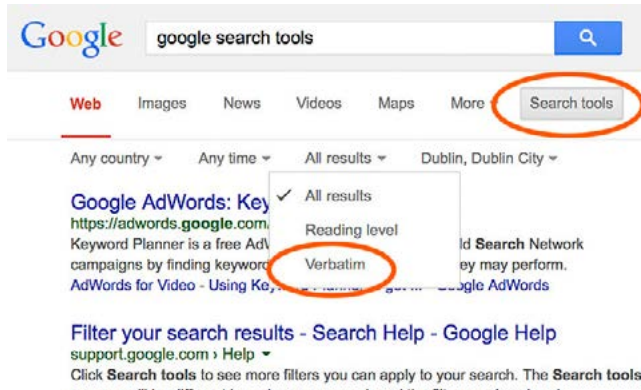 Google google search tools
Web Images News Videos Maps More Search tools
Any country Any time All results Dublin, Dublin City
All results
Reading level
Verbatim
Google AdWords: Key
https://adwords.google.com
Keyword Planner is a free Ad ld Search Network
campaigns by finding keyword ey may perform.
AdWords for Video - Using Key Google AdWords
Filter your search results - Search Help - Google Help
support.google.com › Help
Click Search tools to see more filters you can apply to your search. The Search tools